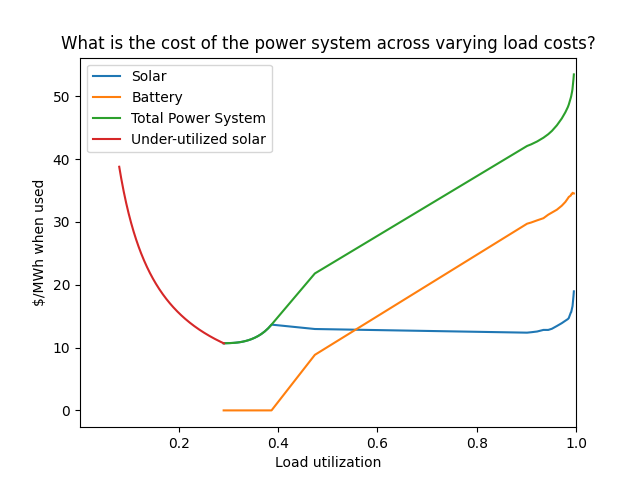 What is the cost of the power system across varying load costs?
Solar
Battery
Total Power System
Under-utilized solar
$/MWh when used
50
40
30
20
10
0
0.2 0.4 0.6 0.8 1.0
Load utilization